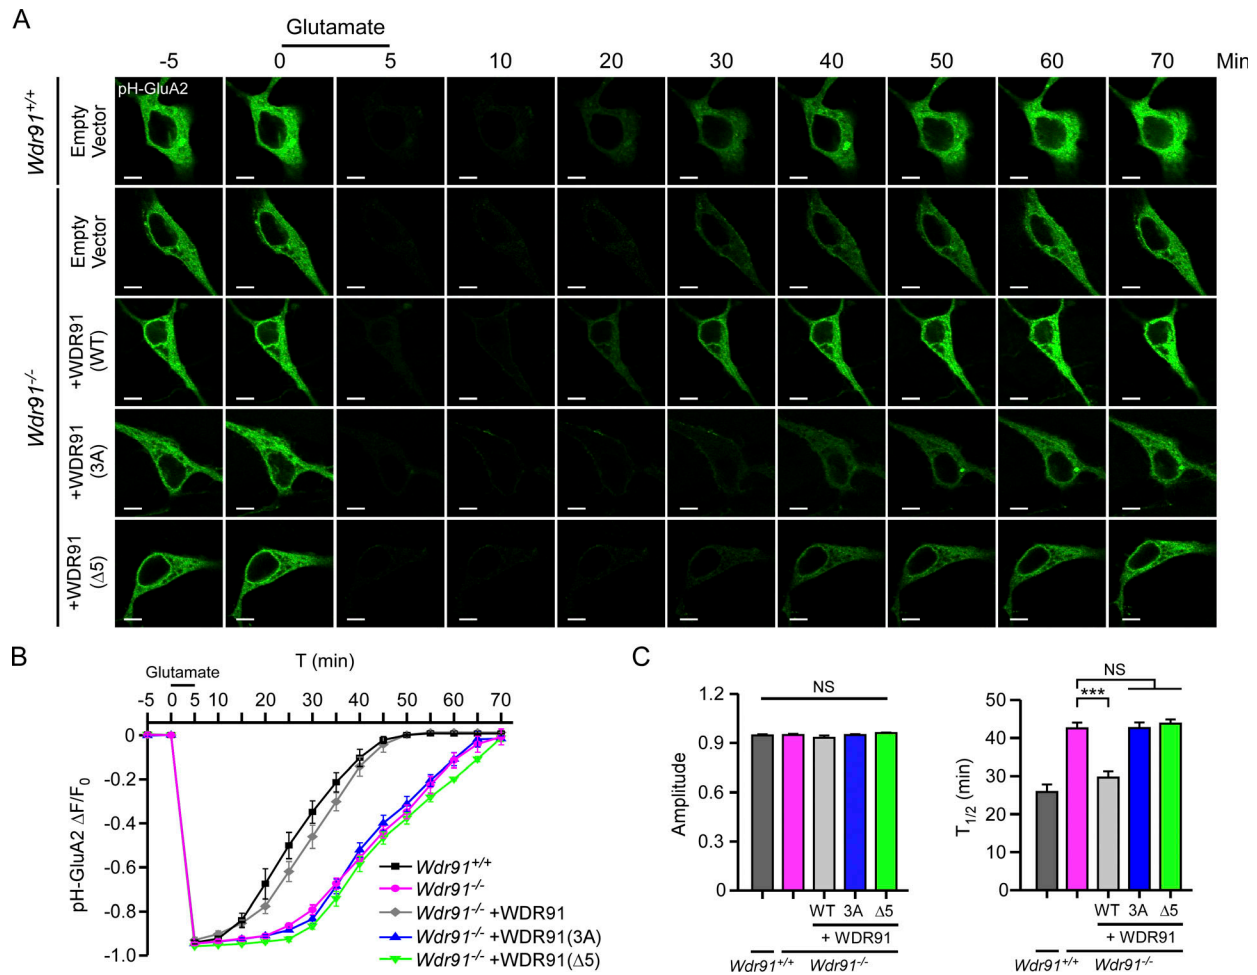 A
Glutamate
-5 0 5 10 20 30 40 50 60 70 Min
pH-GluA2
Wdr91+/+
Empty
Vector
Wdr91-/-
Empty
Vector
+WDR91
(WT)
+WDR91
(3A)
+WDR91
(Δ5)
B
T (min)
Glutamate
-5 0 5 10 20 30 40 50 60 70
0
-0.2
-0.4
-0.6
-0.8
-1.0
pH-GluA2 ΔF/F0
Wdr91+/+
Wdr91-/-
Wdr91-/- +WDR91
Wdr91-/- +WDR91(3A)
Wdr91-/- +WDR91(Δ5)
C
NS
1.2
0.9
0.6
0.3
0
Amplitude
WT 3A Δ5
+ WDR91
Wdr91+/+ Wdr91-/-
NS
***
50
40
30
20
10
0
T1/2 (min)
WT 3A Δ5
+ WDR91
Wdr91+/+ Wdr91-/-